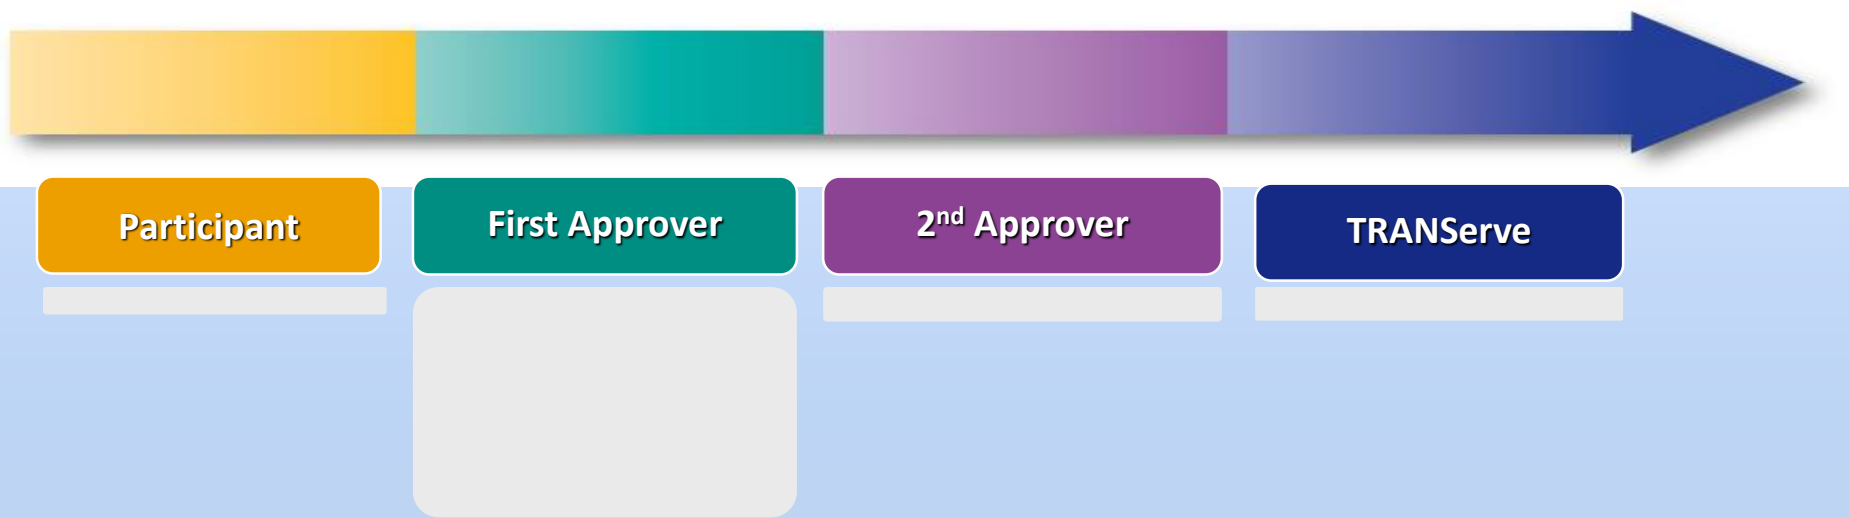 Participant
First Approver
2nd Approver
TRANServe